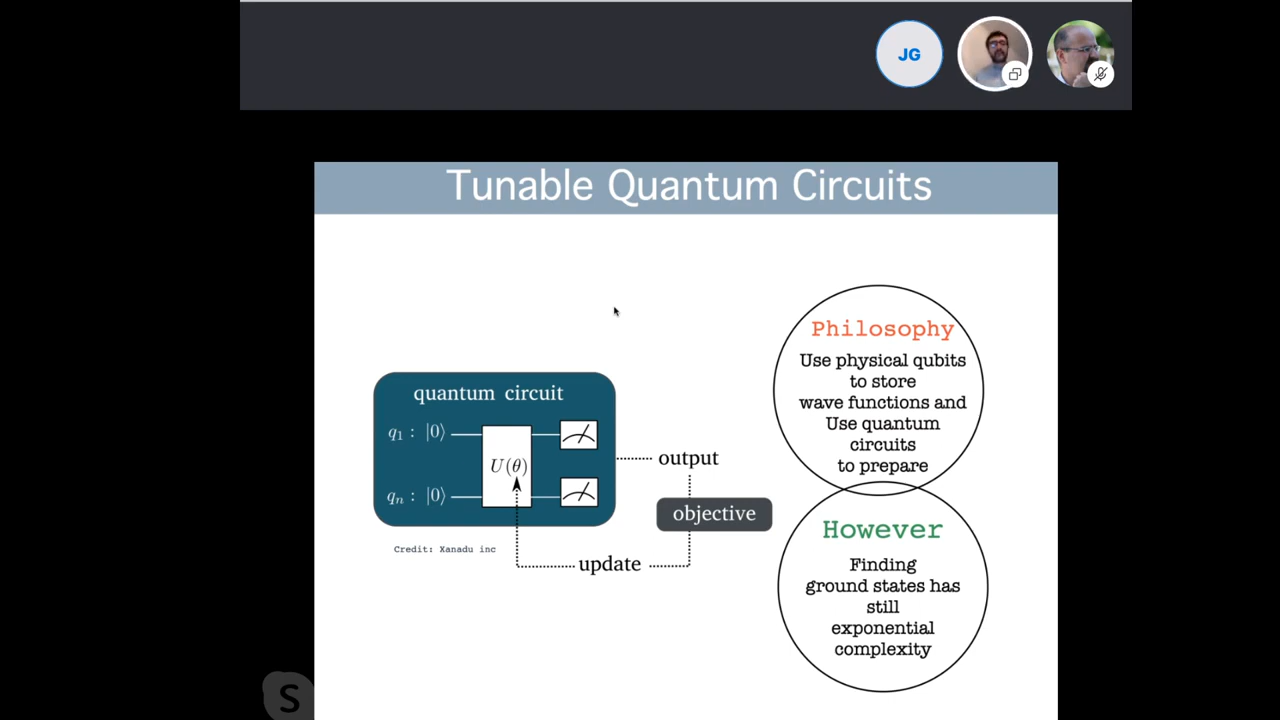 JG
Tunable Quantum Circuits
quantum circuit
q₁ : |0⟩
U(θ)
qₙ : |0⟩
Credit: Xanadu inc
output
objective
update
Philosophy
Use physical qubits
to store
wave functions and
Use quantum
circuits
to prepare
However
Finding
ground states has
still
exponential
complexity
S